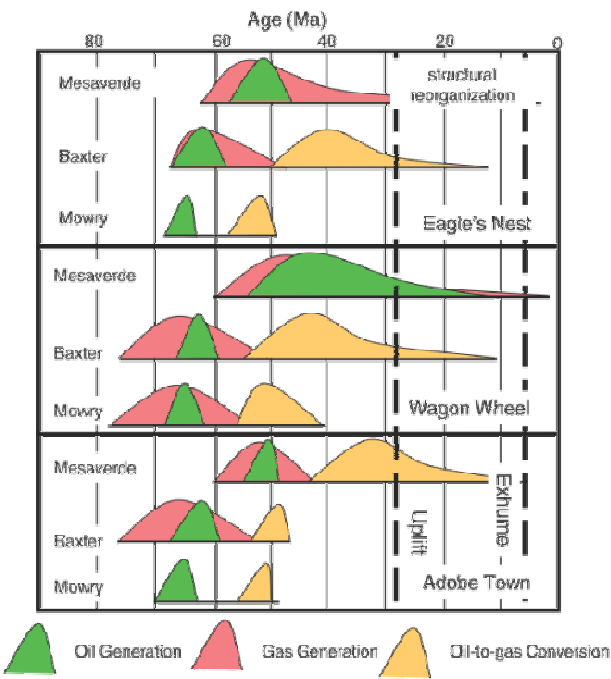 Age (Ma)
80 60 40 20 0
Mesaverde
structural
reorganization
Baxter
Mowry
Eagle's Nest
Mesaverde
Baxter
Mowry
Wagon Wheel
Mesaverde
Exhume
Uplift
Baxter
Mowry
Adobe Town
Oil Generation Gas Generation Oil-to-gas Conversion